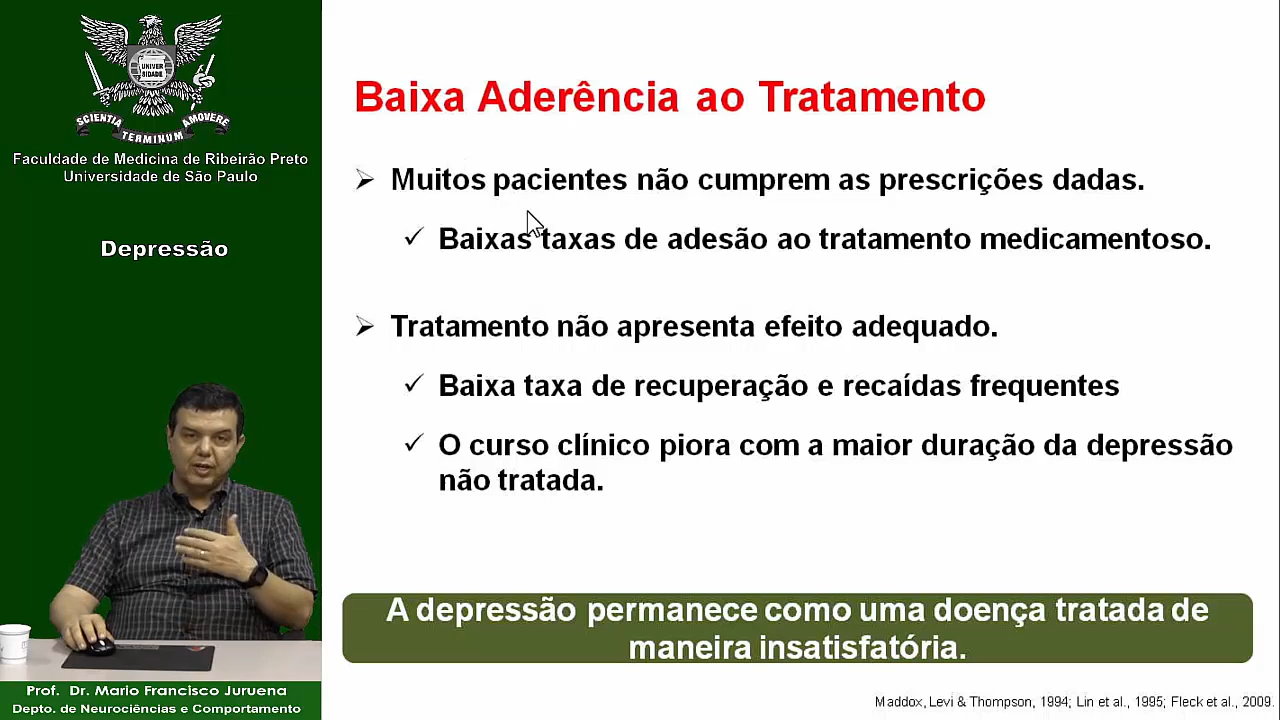 UNIVER
SIDADE
SCIENTIA
TERMINUM
AMOVERE
Faculdade de Medicina de Ribeirão Preto
Universidade de São Paulo
Depressão
Prof. Dr. Mario Francisco Juruena
Depto. de Neurociências e Comportamento
Baixa Aderência ao Tratamento
Muitos pacientes não cumprem as prescrições dadas.
Baixas taxas de adesão ao tratamento medicamentoso.
Tratamento não apresenta efeito adequado.
Baixa taxa de recuperação e recaídas frequentes
O curso clínico piora com a maior duração da depressão
não tratada.
A depressão permanece como uma doença tratada de
maneira insatisfatória.
Maddox, Levi & Thompson, 1994; Lin et al., 1995; Fleck et al., 2009.